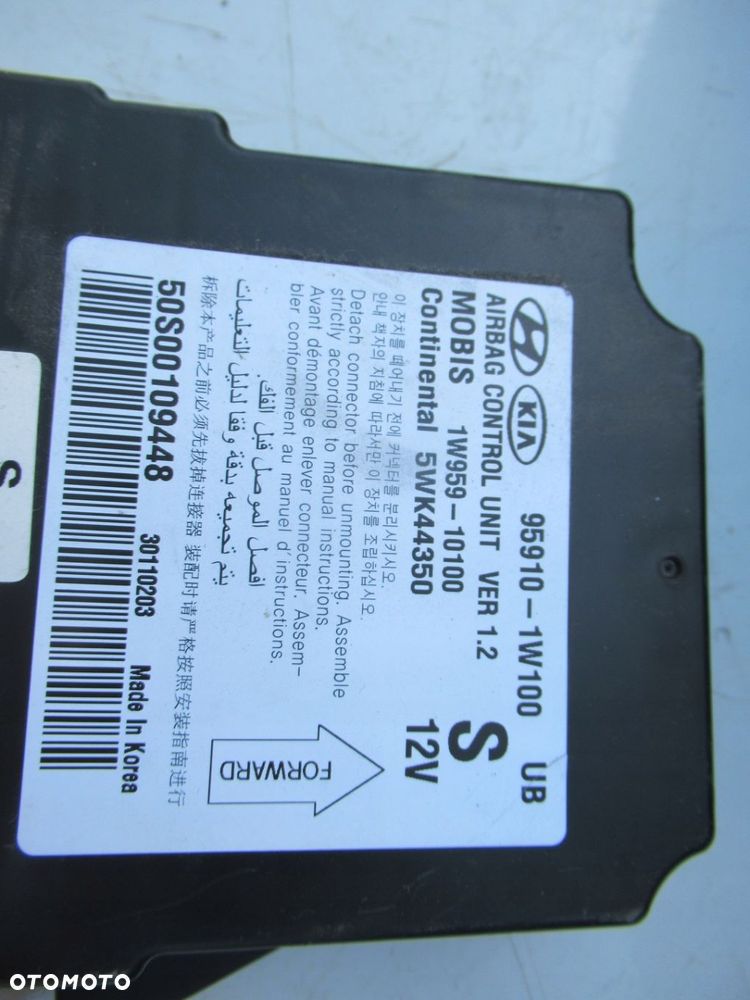 KIA 95910-1W100 UB
AIRBAG CONTROL UNIT VER 1.2
MOBIS 1W959-10100 S
Continental 5WK44350 12V
이 장치를 떼어내기 전에 커넥터를 분리시키시오.
안내 책자의 지침에 따라서만 이 장치를 조립하십시오.
Detach connector before unmounting. Assemble
strictly according to manual instructions.
Avant démontage enlever connecteur. Assem-
bler conformement au manuel d'instructions.
افصل الموصل قبل الفك.
يتم تجميعه بدقة وفقا لدليل التعليمات
FORWARD
拆除本产品之前必须先拔掉连接器 装配时请严格按照安装指南进行
50S00109448 30110203 Made In Korea
S
OTOMOTO